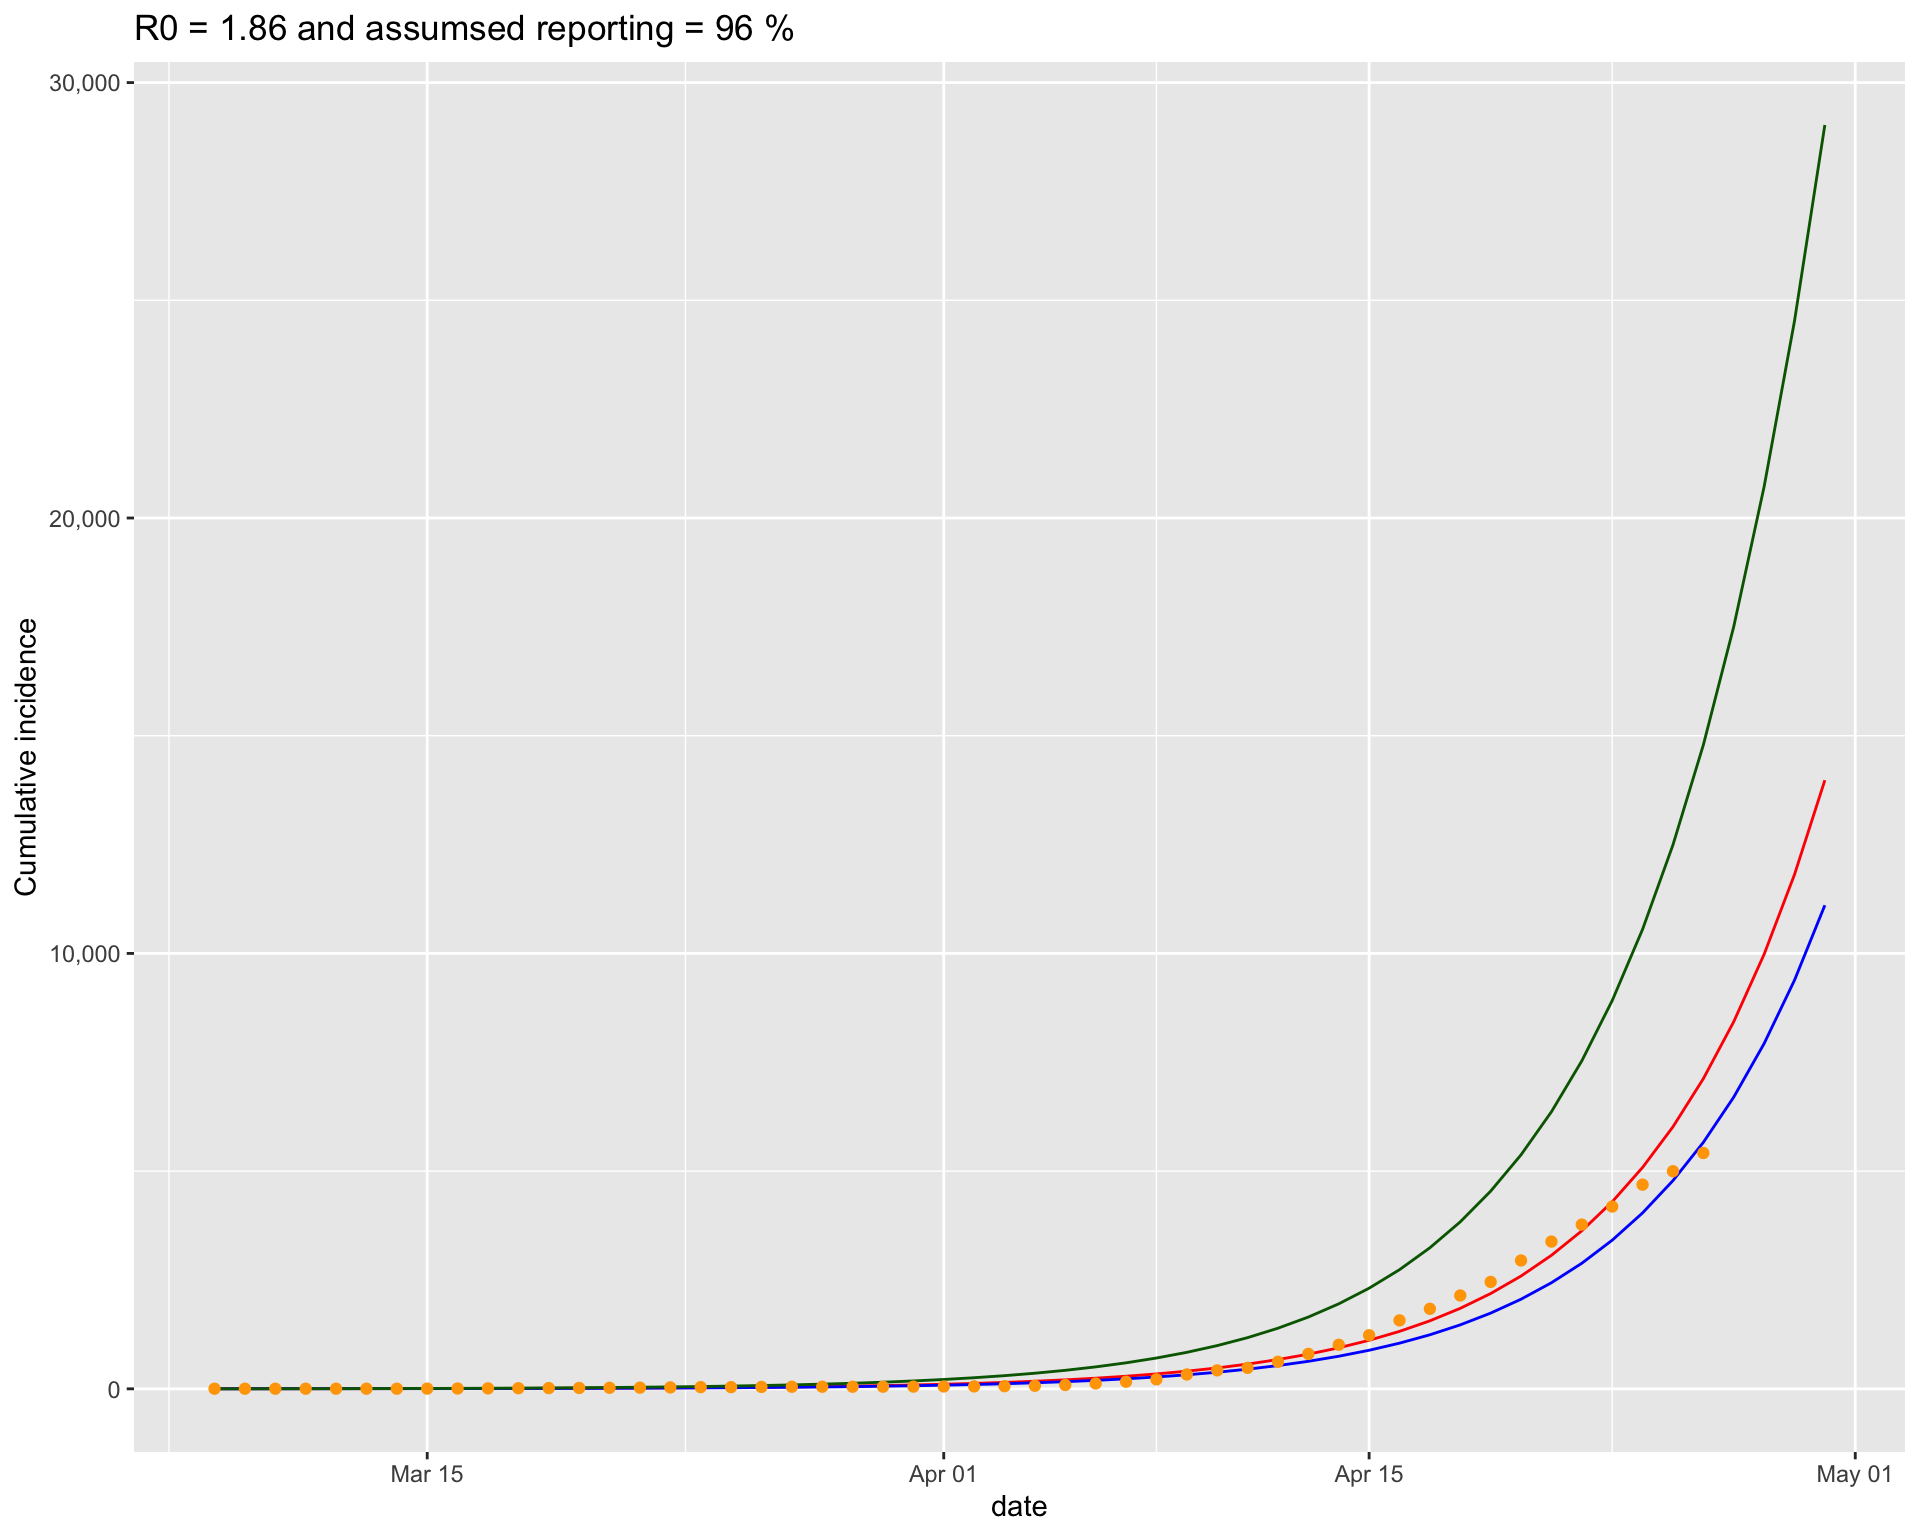 R0 = 1.86 and assumsed reporting = 96 %
30,000
20,000
10,000
0
Cumulative incidence
Mar 15
Apr 01
Apr 15
May 01
date